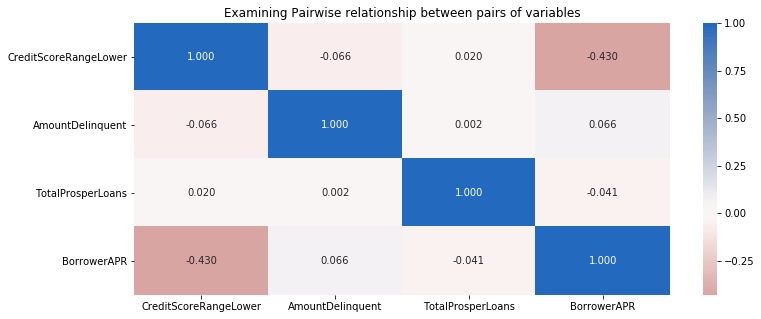 Examining Pairwise relationship between pairs of variables
CreditScoreRangeLower 1.000 -0.066 0.020 -0.430
AmountDelinquent -0.066 1.000 0.002 0.066
TotalProsperLoans 0.020 0.002 1.000 -0.041
BorrowerAPR -0.430 0.066 -0.041 1.000
CreditScoreRangeLower AmountDelinquent TotalProsperLoans BorrowerAPR
1.00
0.75
0.50
0.25
0.00
-0.25